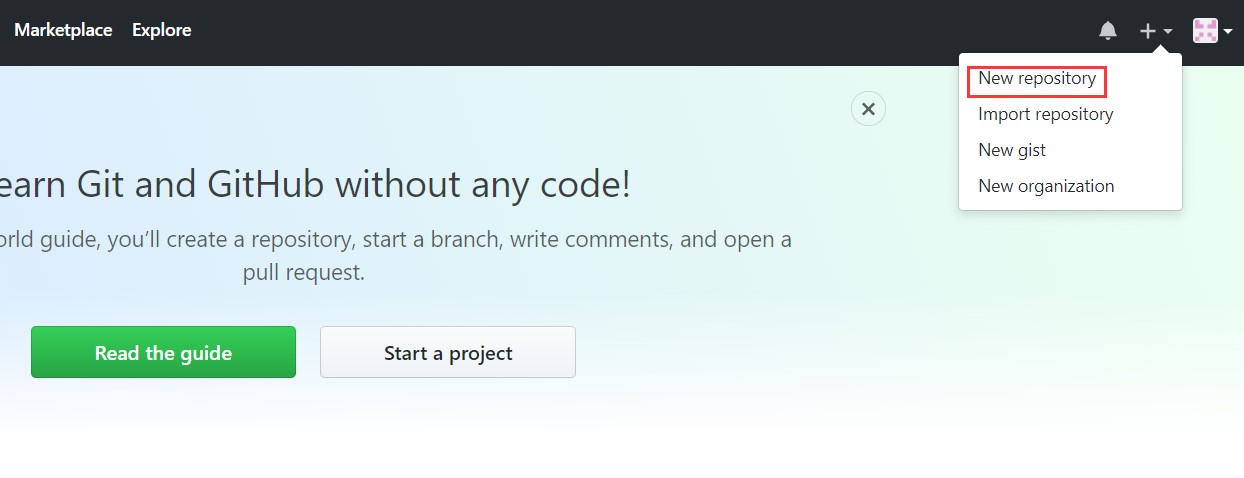 Marketplace Explore
New repository
Import repository
New gist
New organization
earn Git and GitHub without any code!
orld guide, you’ll create a repository, start a branch, write comments, and open a
pull request.
Read the guide
Start a project